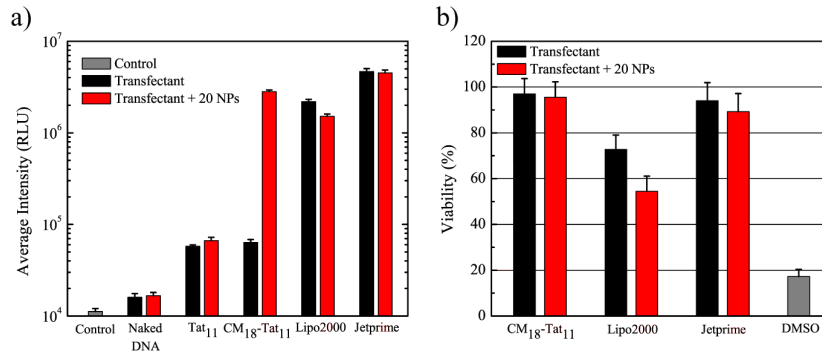 a)
Average Intensity (RLU)
10^7
10^6
10^5
10^4
Control
Transfectant
Transfectant + 20 NPs
Control
Naked
DNA
Tat11
CM18-Tat11
Lipo2000
Jetprime
b)
Viability (%)
120
100
80
60
40
20
0
Transfectant
Transfectant + 20 NPs
CM18-Tat11
Lipo2000
Jetprime
DMSO